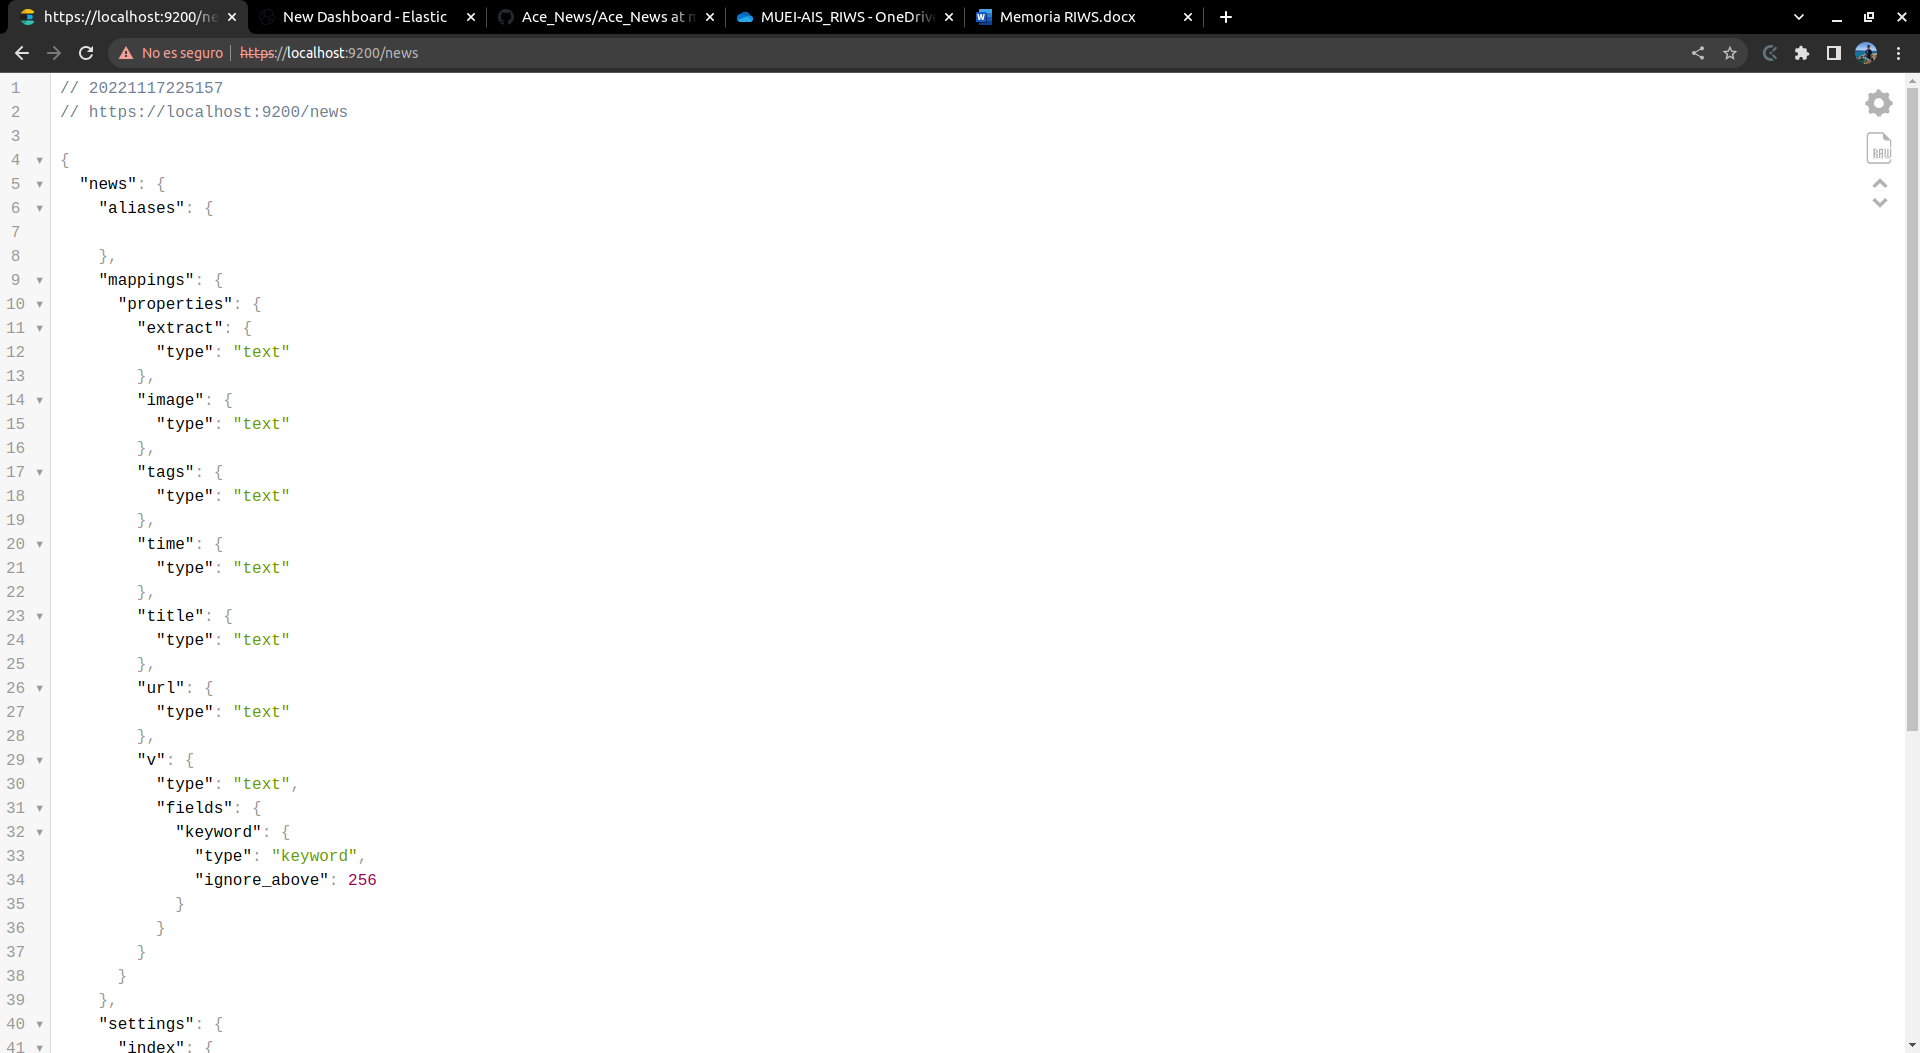 https://localhost:9200/ne
New Dashboard - Elastic
Ace_News/Ace_News at m
MUEI-AIS_RIWS - OneDriv
Memoria RIWS.docx
No es seguro
https://localhost:9200/news
1 // 20221117225157
2 // https://localhost:9200/news
3
4 {
5 "news": {
6 "aliases": {
7
8 },
9 "mappings": {
10 "properties": {
11 "extract": {
12 "type": "text"
13 },
14 "image": {
15 "type": "text"
16 },
17 "tags": {
18 "type": "text"
19 },
20 "time": {
21 "type": "text"
22 },
23 "title": {
24 "type": "text"
25 },
26 "url": {
27 "type": "text"
28 },
29 "v": {
30 "type": "text",
31 "fields": {
32 "keyword": {
33 "type": "keyword",
34 "ignore_above": 256
35 }
36 }
37 }
38 }
39 },
40 "settings": {
41 "index": {
RAW